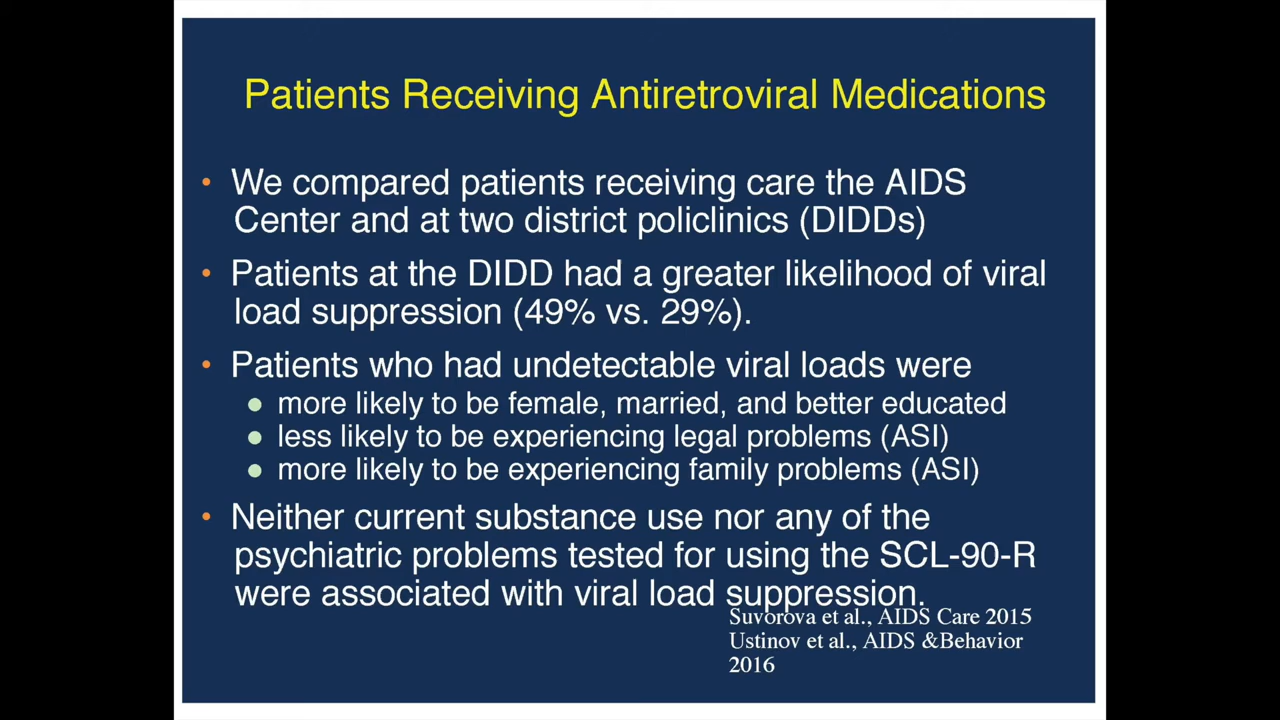 Patients Receiving Antiretroviral Medications
• We compared patients receiving care the AIDS
Center and at two district policlinics (DIDDs)
• Patients at the DIDD had a greater likelihood of viral
load suppression (49% vs. 29%).
• Patients who had undetectable viral loads were
● more likely to be female, married, and better educated
● less likely to be experiencing legal problems (ASI)
● more likely to be experiencing family problems (ASI)
• Neither current substance use nor any of the
psychiatric problems tested for using the SCL-90-R
were associated with viral load suppression.
Suvorova et al., AIDS Care 2015
Ustinov et al., AIDS &Behavior
2016